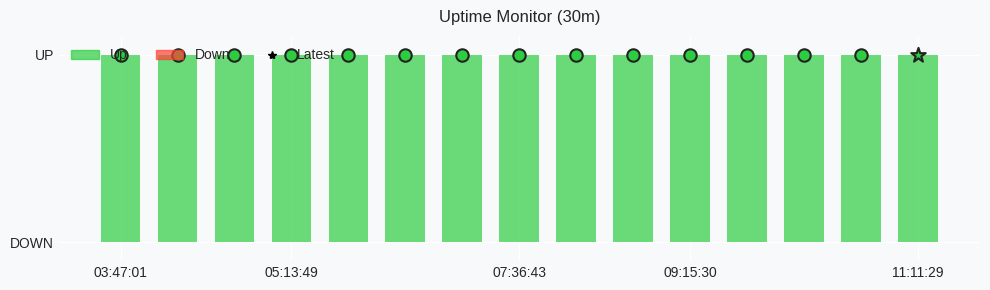 Uptime Monitor (30m)
UP
Up Down Latest
DOWN
03:47:01 05:13:49 07:36:43 09:15:30 11:11:29